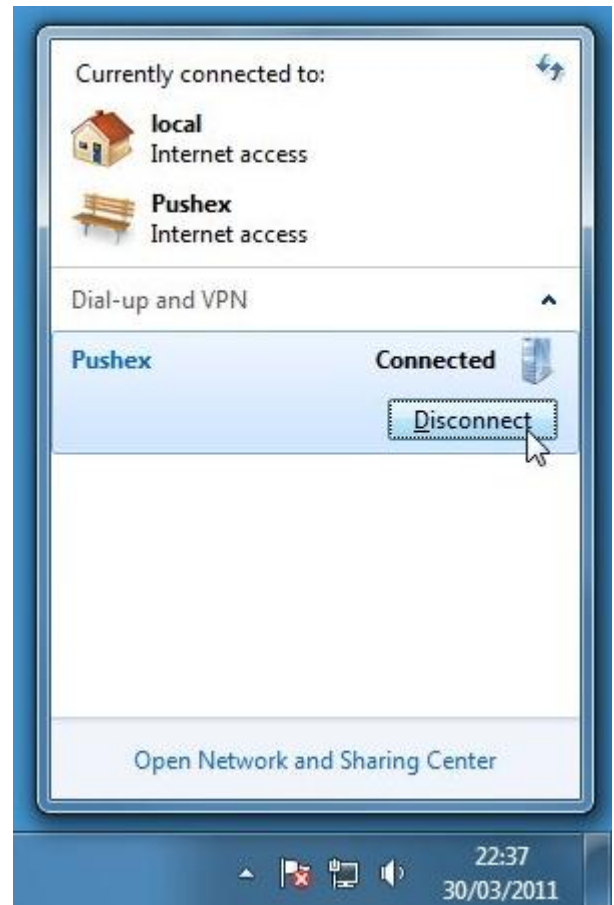 Currently connected to:
local
Internet access
Pushex
Internet access
Dial-up and VPN
Pushex Connected
Disconnect
Open Network and Sharing Center
22:37
30/03/2011